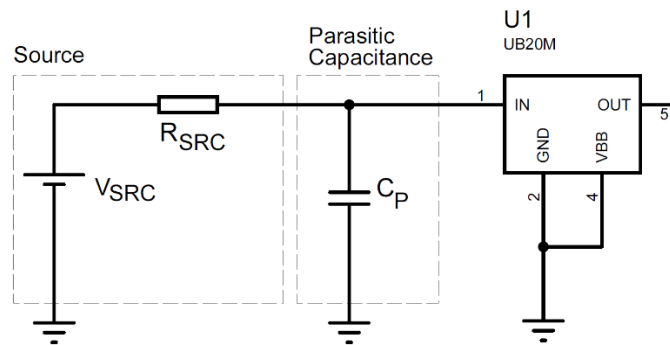 Source
Parasitic
Capacitance
U1
UB20M
R_SRC
V_SRC
C_P
1
IN
OUT
5
GND
VBB
2
4